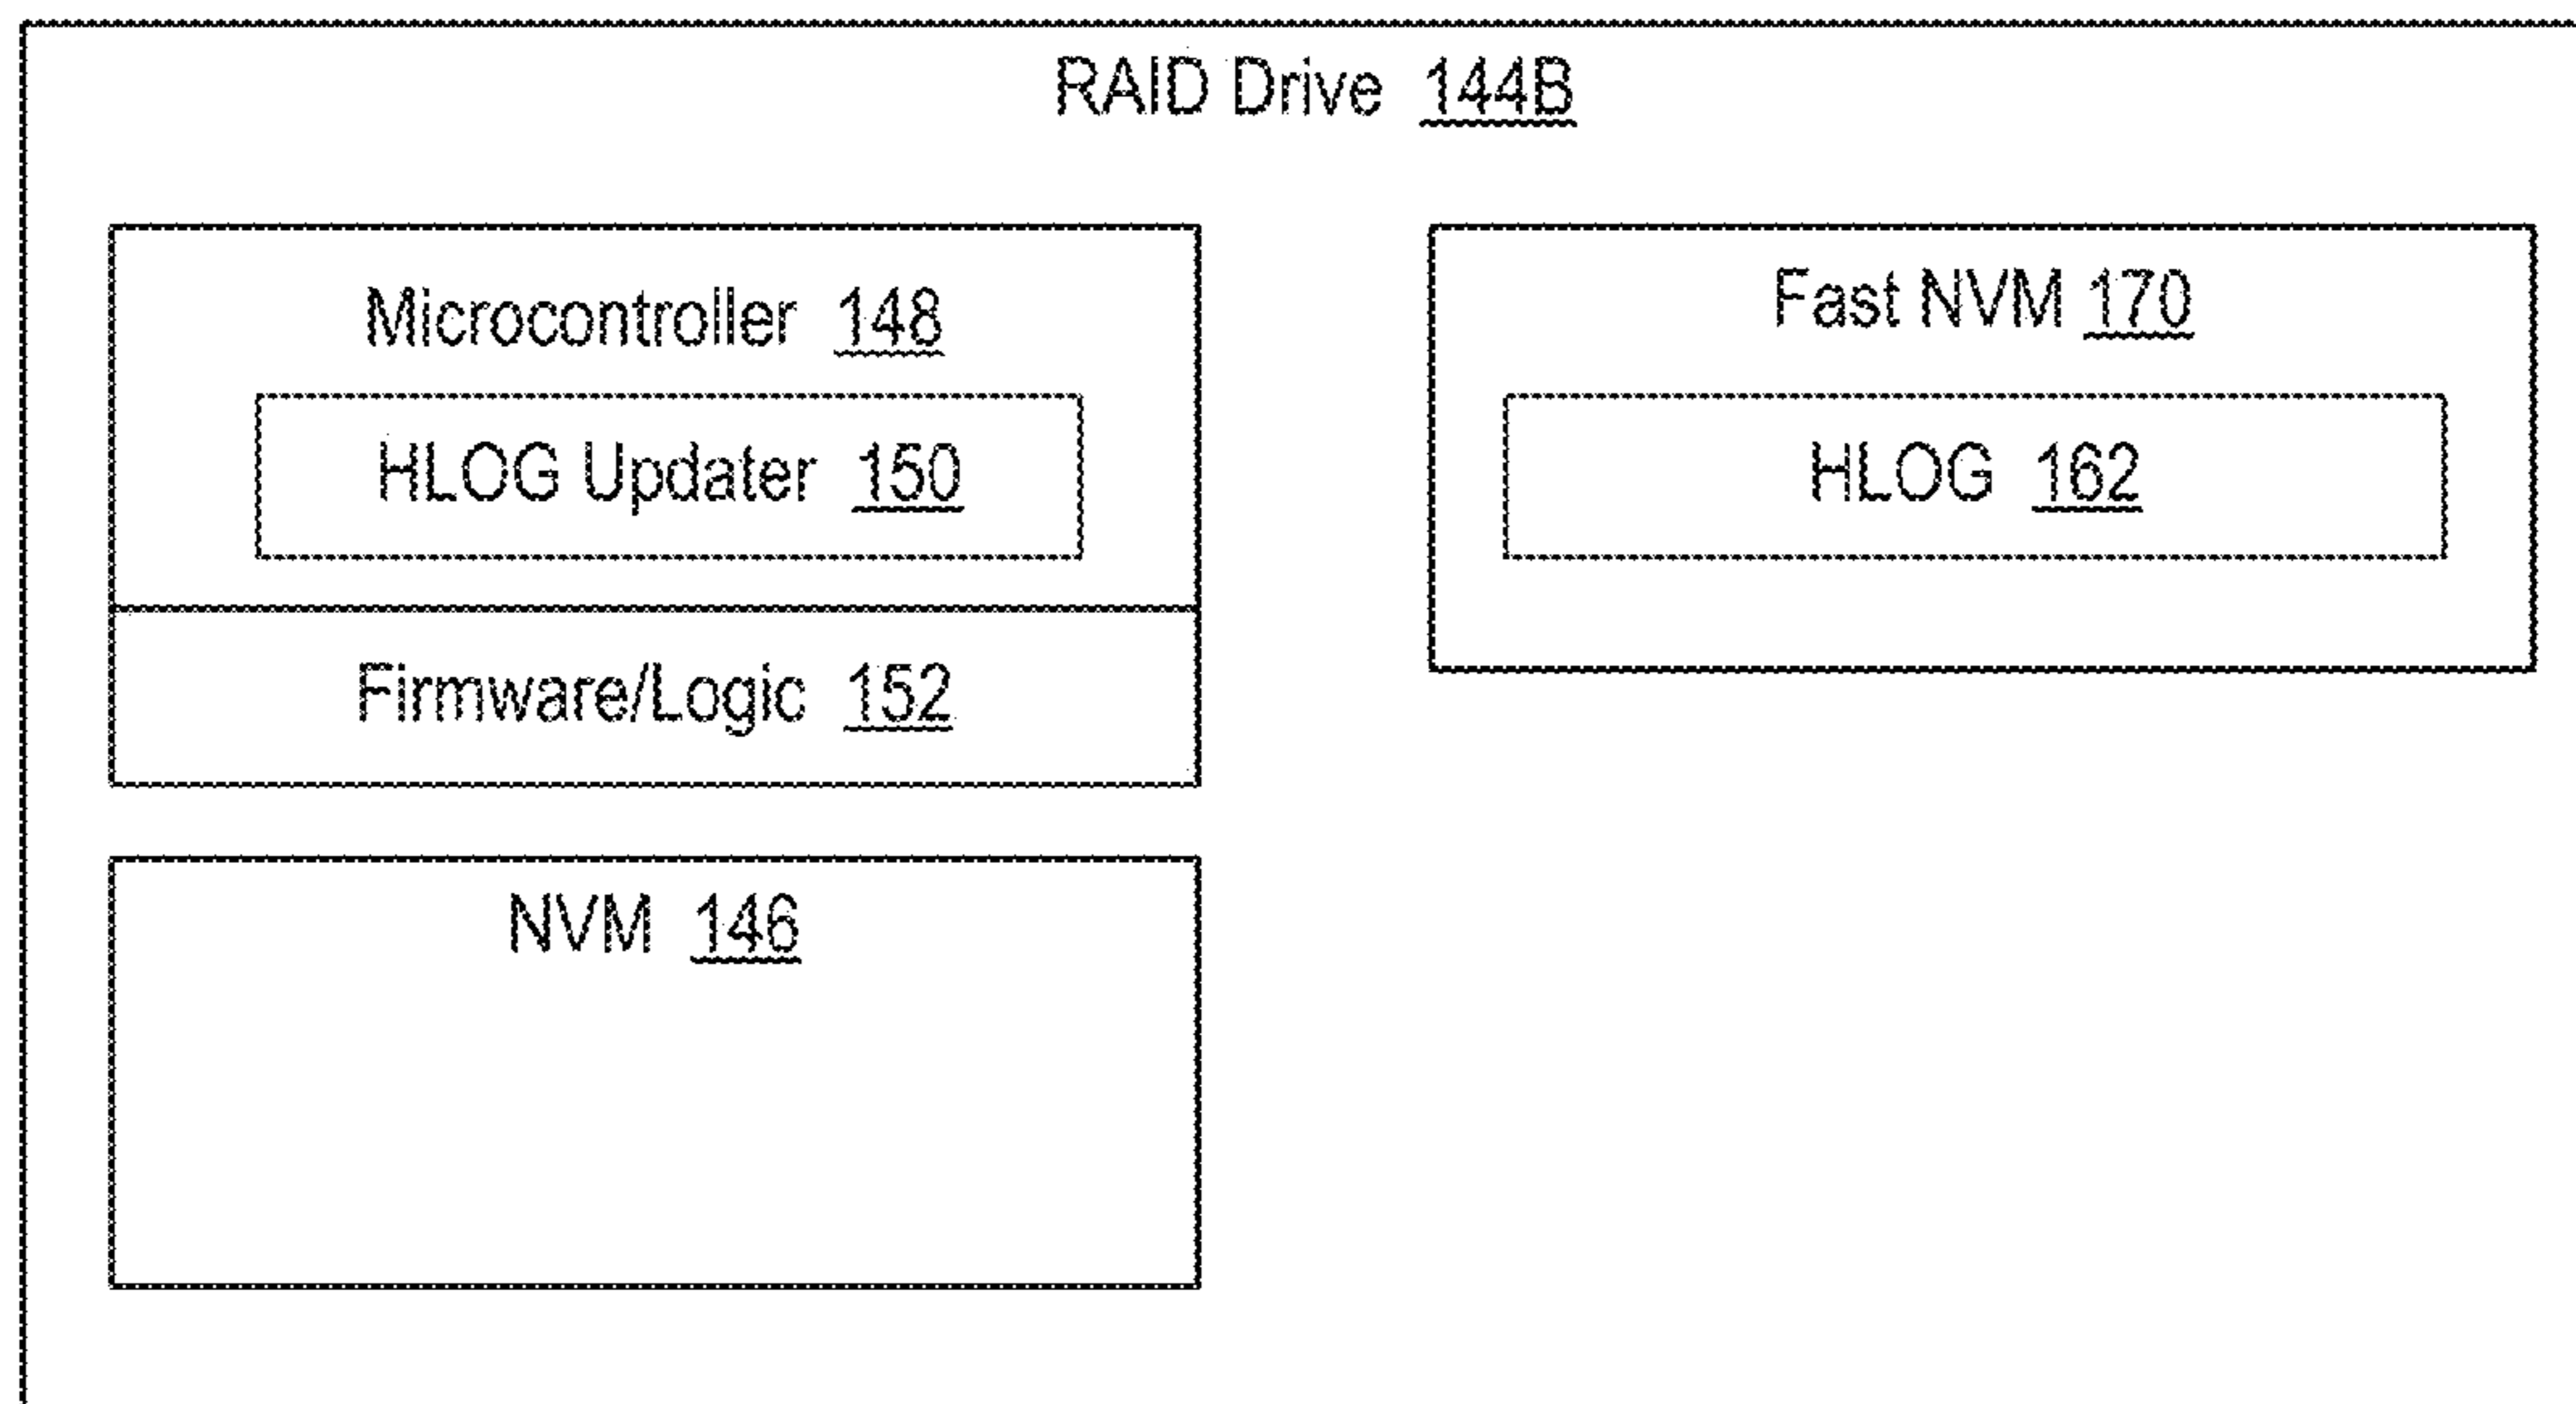 RAID Drive 144B
Microcontroller 148
HLOG Updater 150
Firmware/Logic 152
Fast NVM 170
HLOG 162
NVM 146